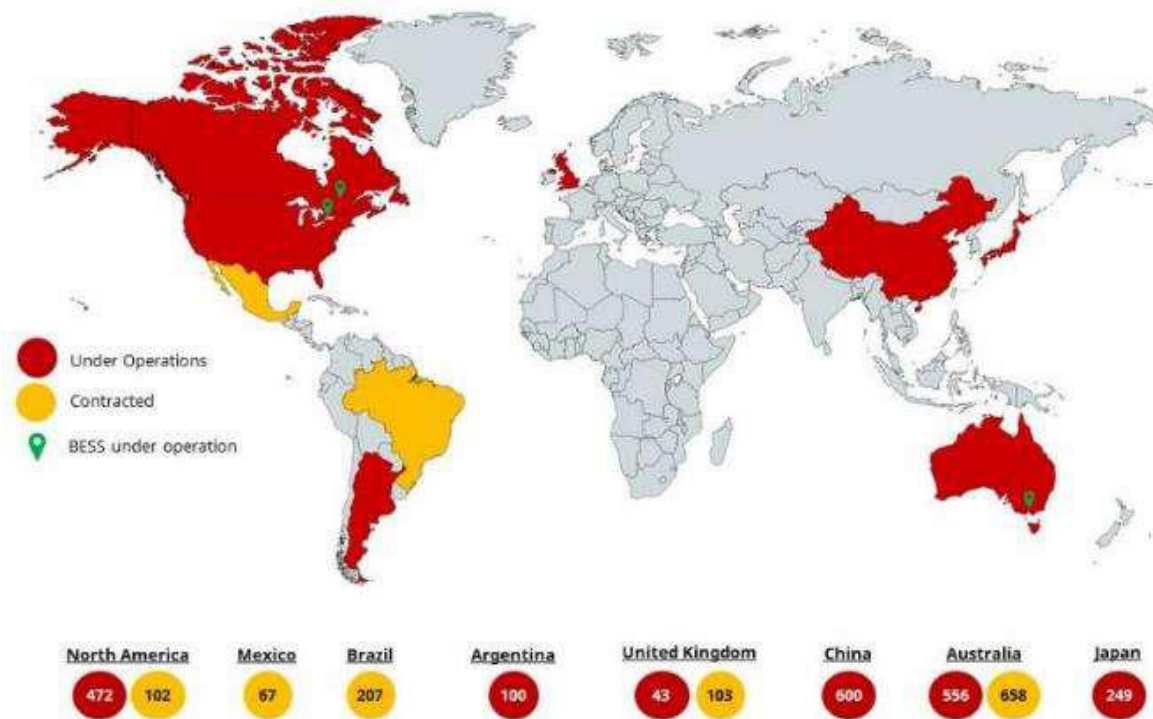 Under Operations
Contracted
BESS under operation
North America Mexico Brazil Argentina United Kingdom China Australia Japan
472 102 67 207 100 43 103 600 556 658 249